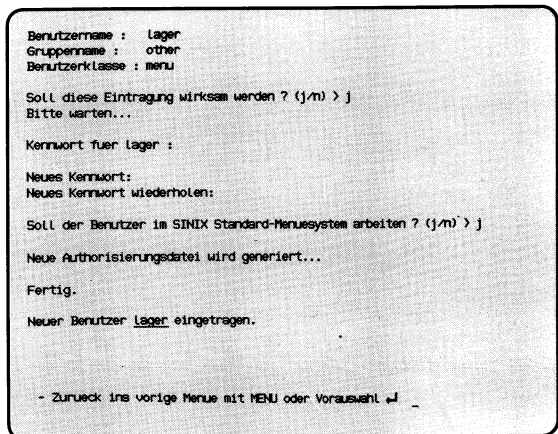 Benutzername : lager
Gruppenname : other
Benutzerklasse : menu
Soll diese Eintragung wirksam werden ? (j/n) > j
Bitte warten...
Kennwort fuer lager :
Neues Kennwort:
Neues Kennwort wiederholen:
Soll der Benutzer im SINIX Standard-Menuesystem arbeiten ? (j/n) > j
Neue Authorisierungsdatei wird generiert...
Fertig.
Neuer Benutzer lager eingetragen.
- Zurueck ins vorige Menue mit MENU oder Vorauswahl ↵ _